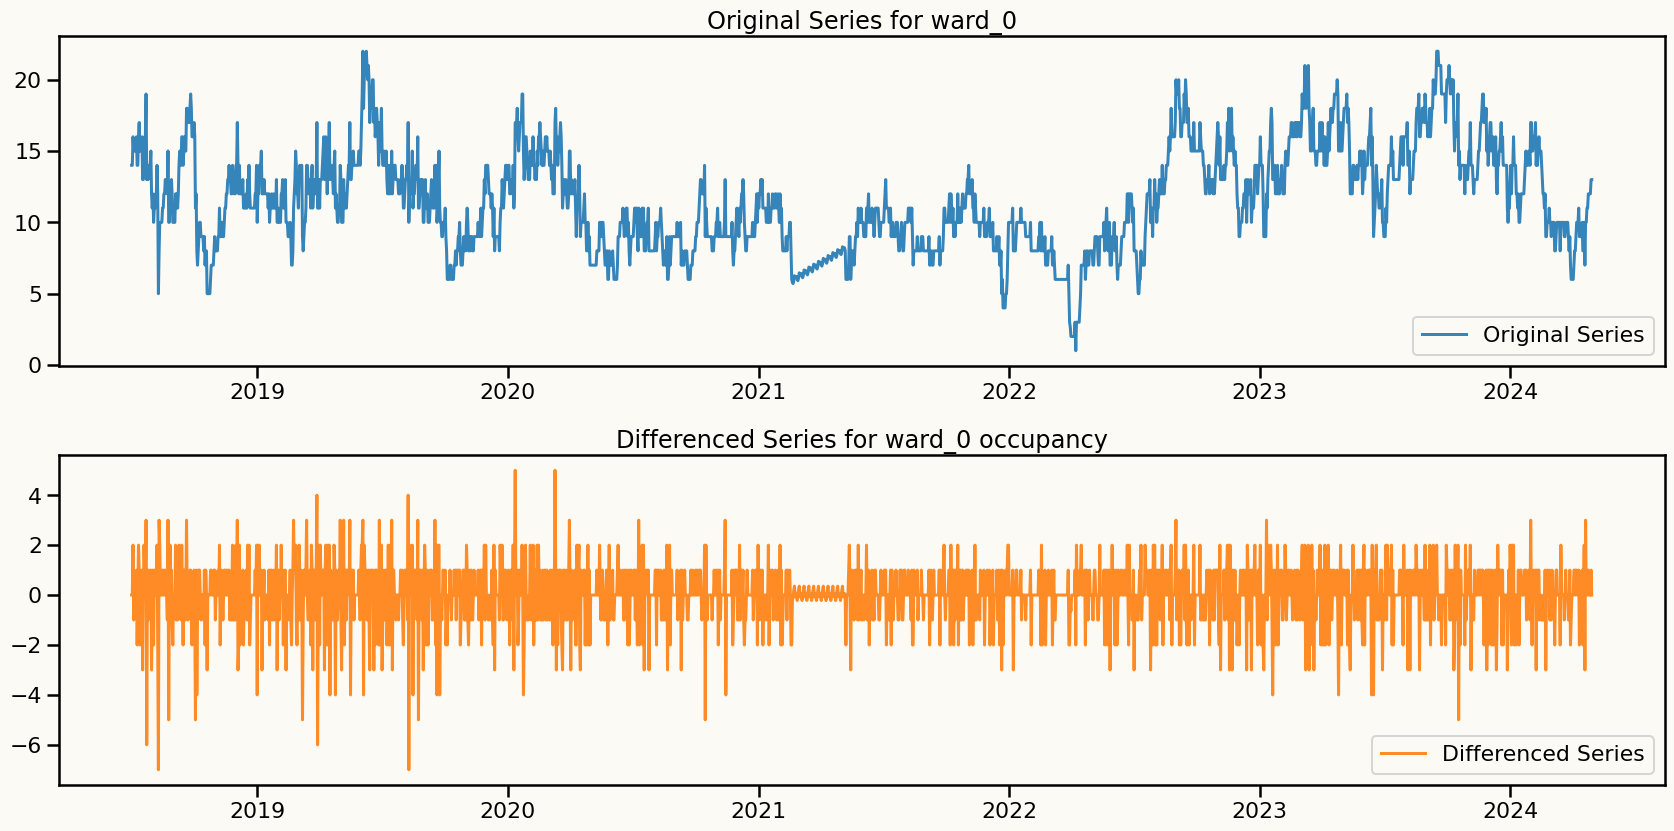 Original Series for ward_0
20
15
10
5
0
Original Series
2019 2020 2021 2022 2023 2024
Differenced Series for ward_0 occupancy
4
2
0
−2
−4
−6
Differenced Series
2019 2020 2021 2022 2023 2024